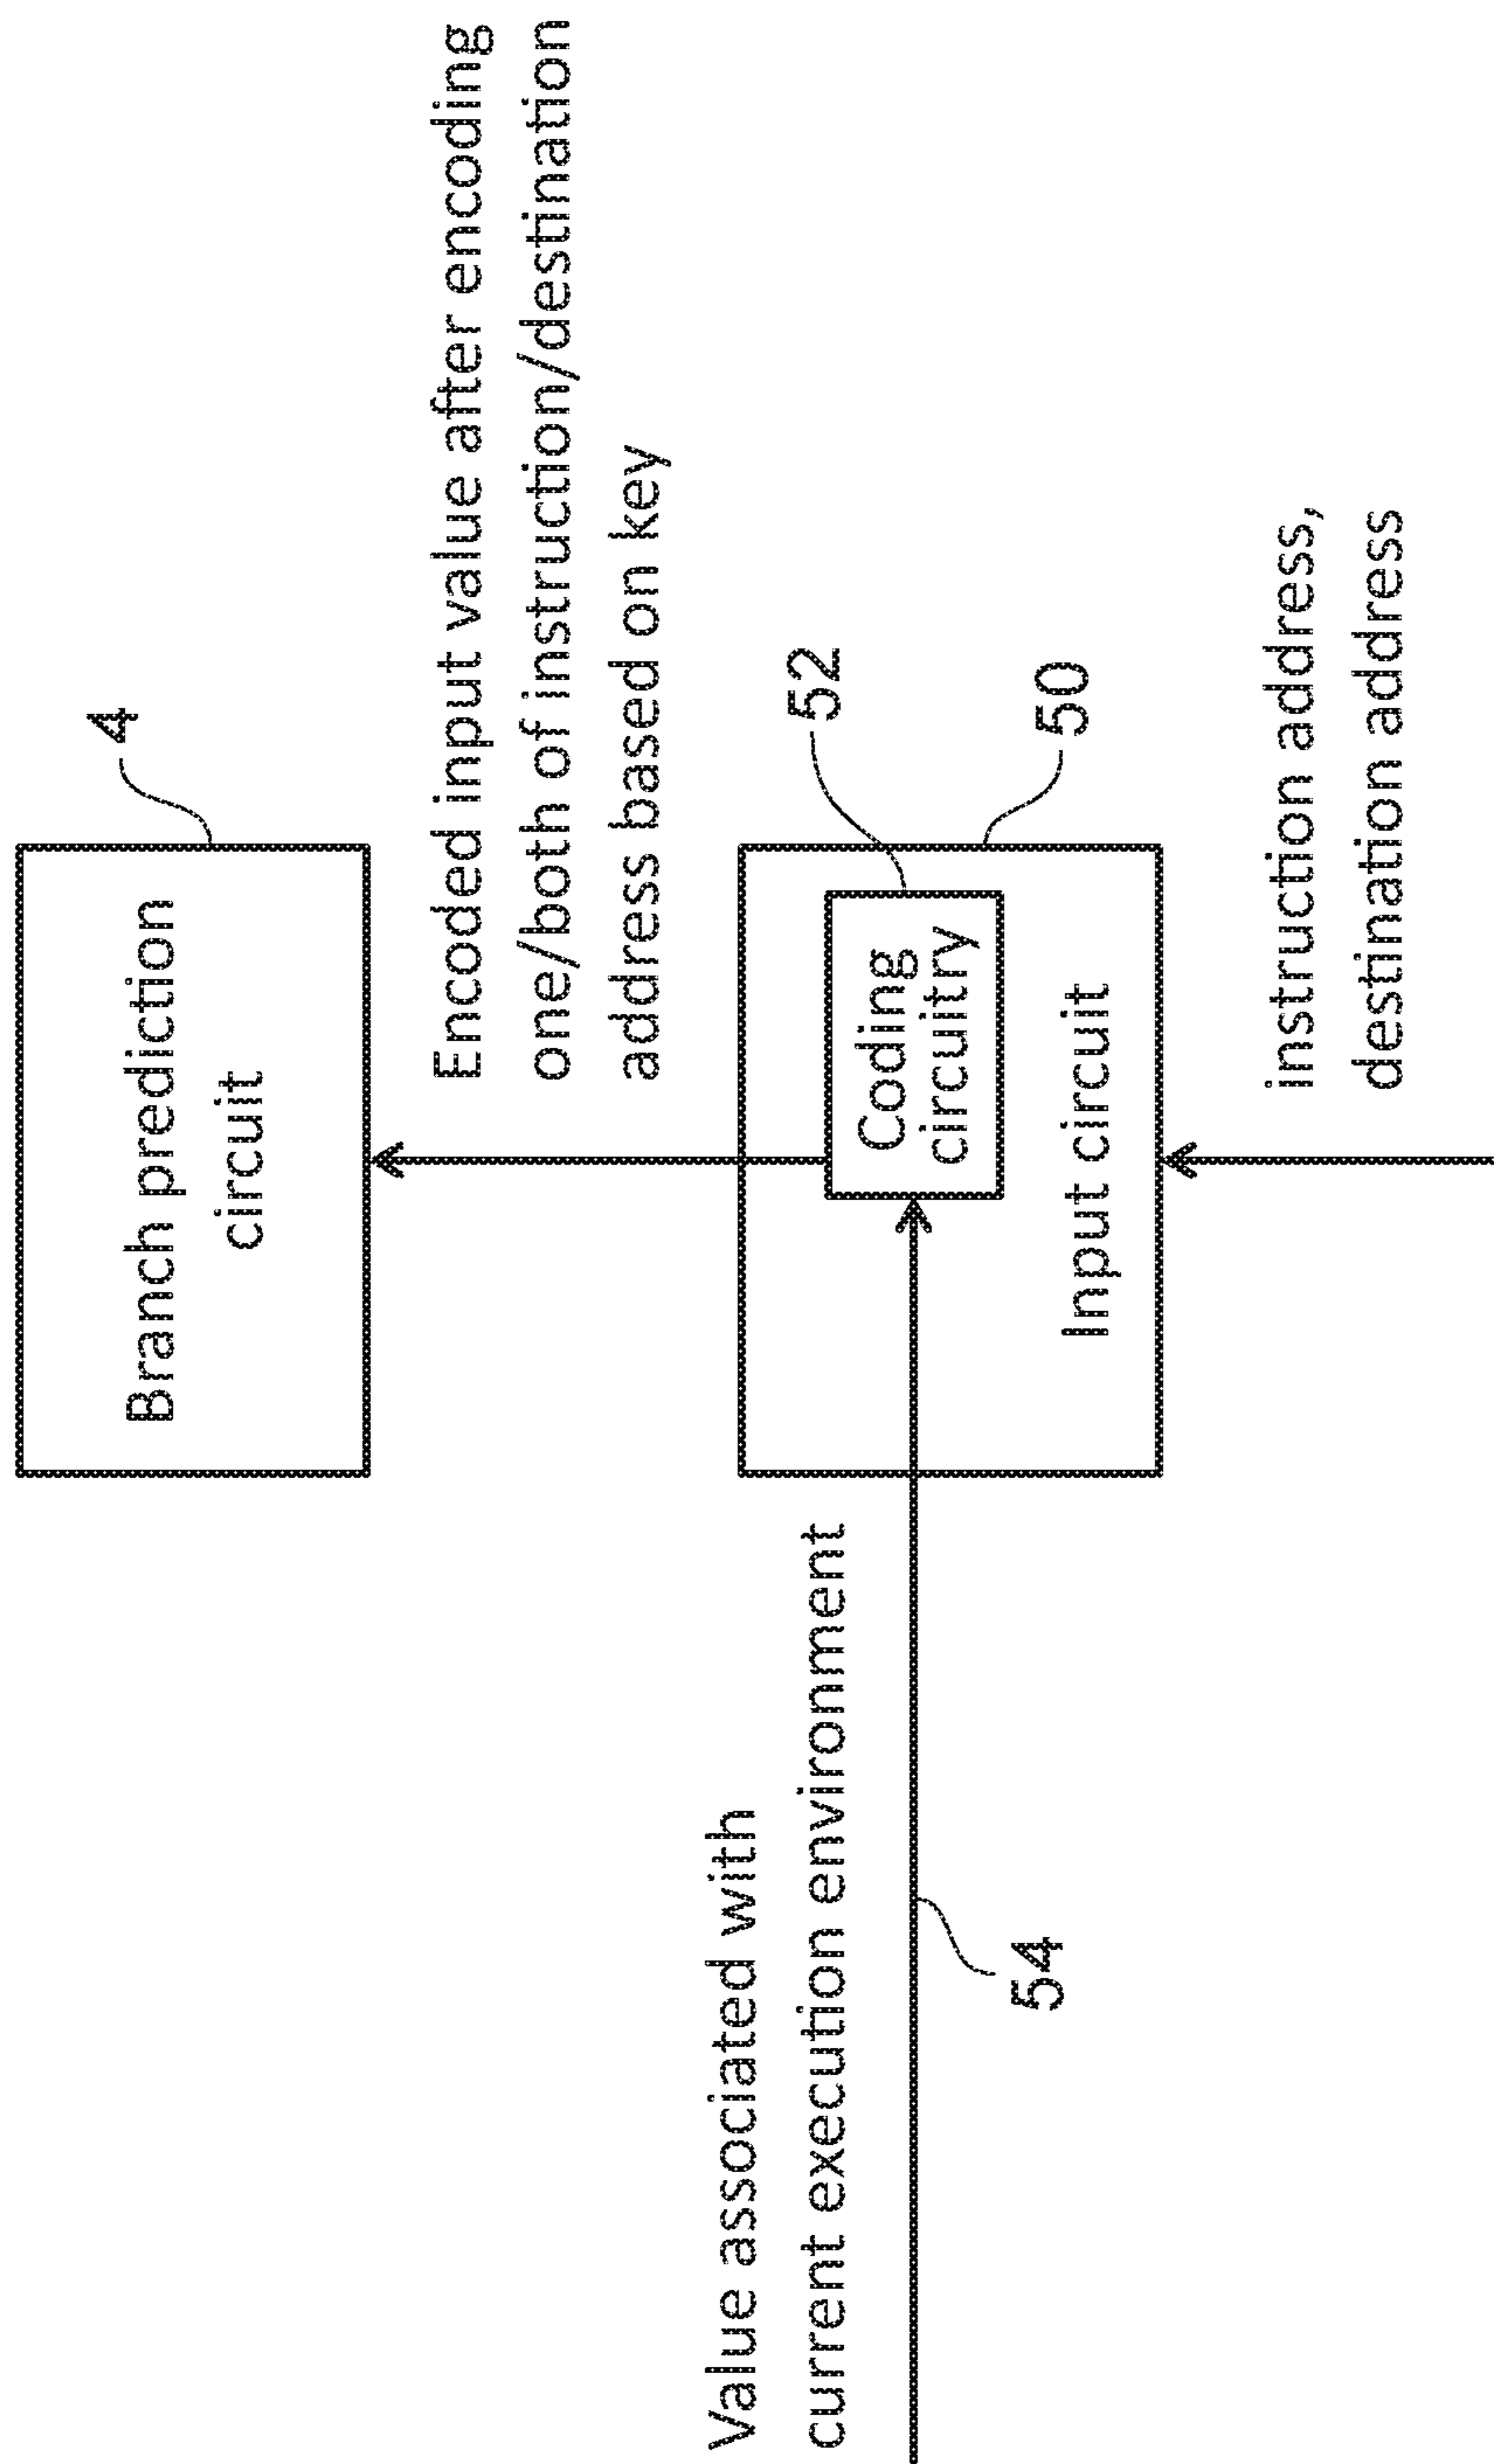 Branch prediction
circuit
4
Encoded input value after encoding
one/both of instruction/destination
address based on key
Value associated with
current execution environment
54
Coding
circuitry
52
Input circuit
50
instruction address,
destination address